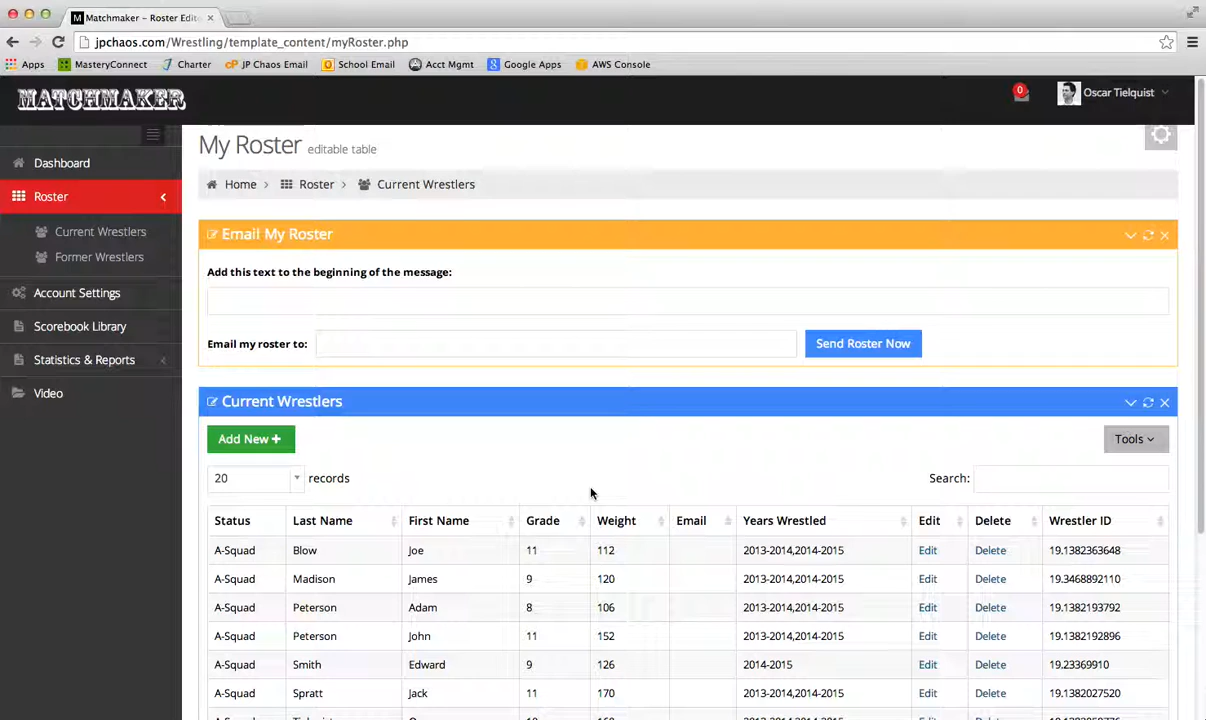 Matchmaker – Roster Edit
jpchaos.com/Wrestling/template_content/myRoster.php
Apps MasteryConnect Charter JP Chaos Email School Email Acct Mgmt Google Apps AWS Console
MATCHMAKER
0 Oscar Tielquist
My Roster editable table
Dashboard
Home Roster Current Wrestlers
Roster
Current Wrestlers
Former Wrestlers
Account Settings
Scorebook Library
Statistics & Reports
Video
Email My Roster
Add this text to the beginning of the message:
Email my roster to: Send Roster Now
Current Wrestlers
Add New + Tools
20 records Search:
Status Last Name First Name Grade Weight Email Years Wrestled Edit Delete Wrestler ID
A-Squad Blow Joe 11 112 2013-2014,2014-2015 Edit Delete 19.1382363648
A-Squad Madison James 9 120 2013-2014,2014-2015 Edit Delete 19.3468892110
A-Squad Peterson Adam 8 106 2013-2014,2014-2015 Edit Delete 19.1382193792
A-Squad Peterson John 11 152 2013-2014,2014-2015 Edit Delete 19.1382192896
A-Squad Smith Edward 9 126 2014-2015 Edit Delete 19.23369910
A-Squad Spratt Jack 11 170 2013-2014,2014-2015 Edit Delete 19.1382027520